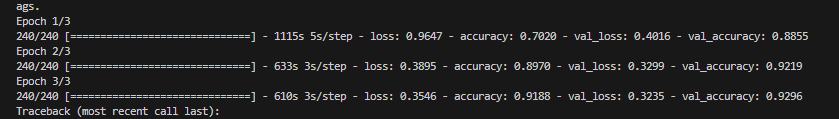 ags.
Epoch 1/3
240/240 [==============================] - 1115s 5s/step - loss: 0.9647 - accuracy: 0.7020 - val_loss: 0.4016 - val_accuracy: 0.8855
Epoch 2/3
240/240 [==============================] - 633s 3s/step - loss: 0.3895 - accuracy: 0.8970 - val_loss: 0.3299 - val_accuracy: 0.9219
Epoch 3/3
240/240 [==============================] - 610s 3s/step - loss: 0.3546 - accuracy: 0.9188 - val_loss: 0.3235 - val_accuracy: 0.9296
Traceback (most recent call last):